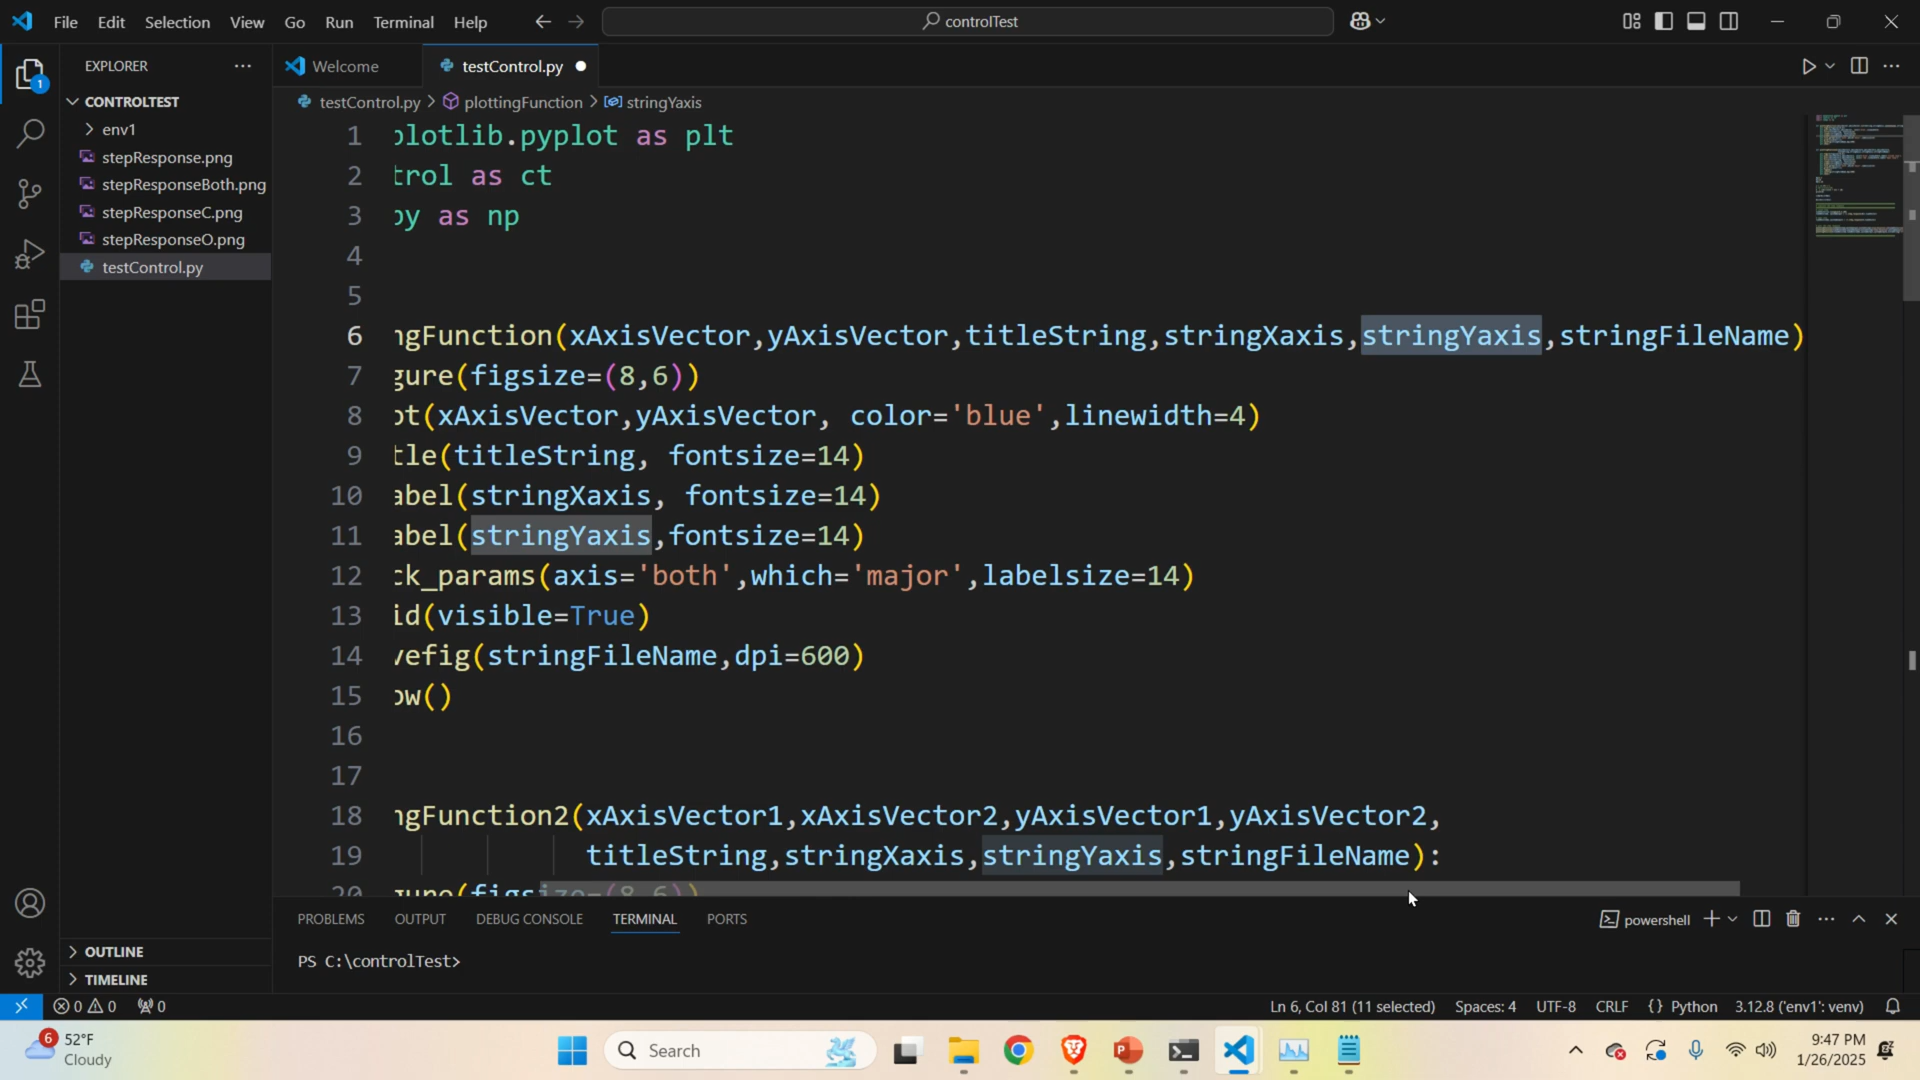 File Edit Selection View Go Run Terminal Help
controlTest
1
EXPLORER
CONTROLTEST
env1
stepResponse.png
stepResponseBoth.png
stepResponseC.png
stepResponseO.png
testControl.py
OUTLINE
TIMELINE
Welcome
testControl.py
testControl.py > plottingFunction > stringYaxis
1 plotlib.pyplot as plt
2 trol as ct
3 py as np
4
5
6 ngFunction(xAxisVector,yAxisVector,titleString,stringXaxis,stringYaxis,stringFileName)
7 gure(figsize=(8,6))
8 ot(xAxisVector,yAxisVector, color='blue',linewidth=4)
9 tle(titleString, fontsize=14)
10 abel(stringXaxis, fontsize=14)
11 abel(stringYaxis,fontsize=14)
12 ck_params(axis='both',which='major',labelsize=14)
13 id(visible=True)
14 vefig(stringFileName,dpi=600)
15 ow()
16
17
18 ngFunction2(xAxisVector1,xAxisVector2,yAxisVector1,yAxisVector2,
19 titleString,stringXaxis,stringYaxis,stringFileName):
20 gure(figsize=(8,6))
PROBLEMS OUTPUT DEBUG CONSOLE TERMINAL PORTS
powershell
PS C:\controlTest>
0 0 0
Ln 6, Col 81 (11 selected) Spaces: 4 UTF-8 CRLF {} Python 3.12.8 ('env1': venv)
6
52°F
Cloudy
Search
9:47 PM
1/26/2025